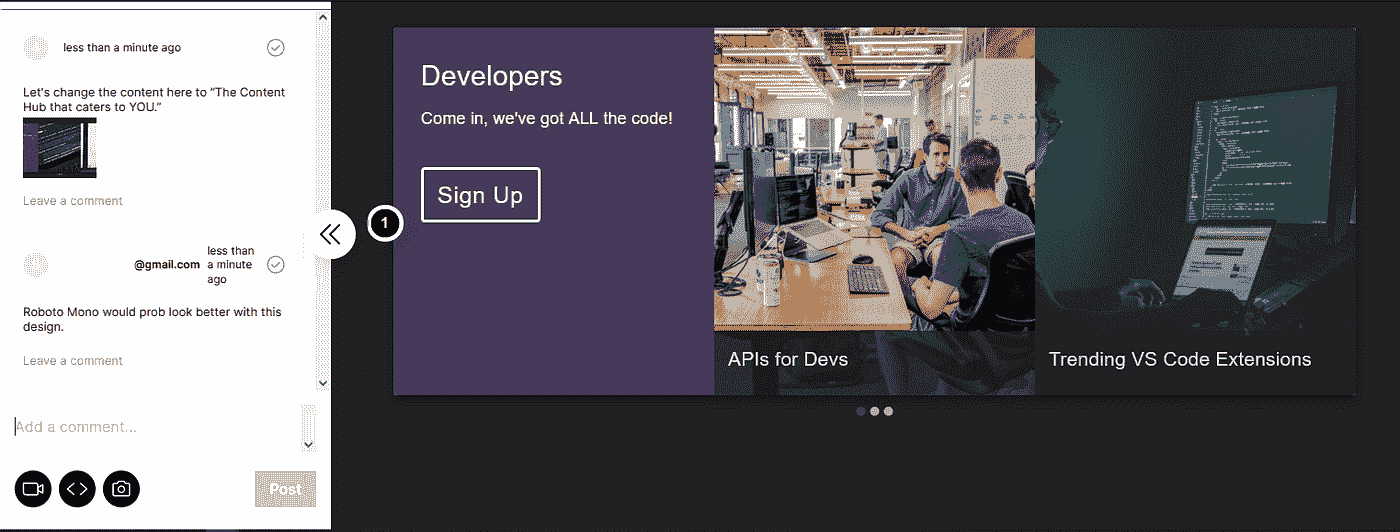 less than a minute ago
Let's change the content here to "The Content
Hub that caters to YOU."
Leave a comment
@gmail.com
less than
a minute
ago
Roboto Mono would prob look better with this
design.
Leave a comment
Add a comment...
Post
1
Developers
Come in, we've got ALL the code!
Sign Up
APIs for Devs
Trending VS Code Extensions